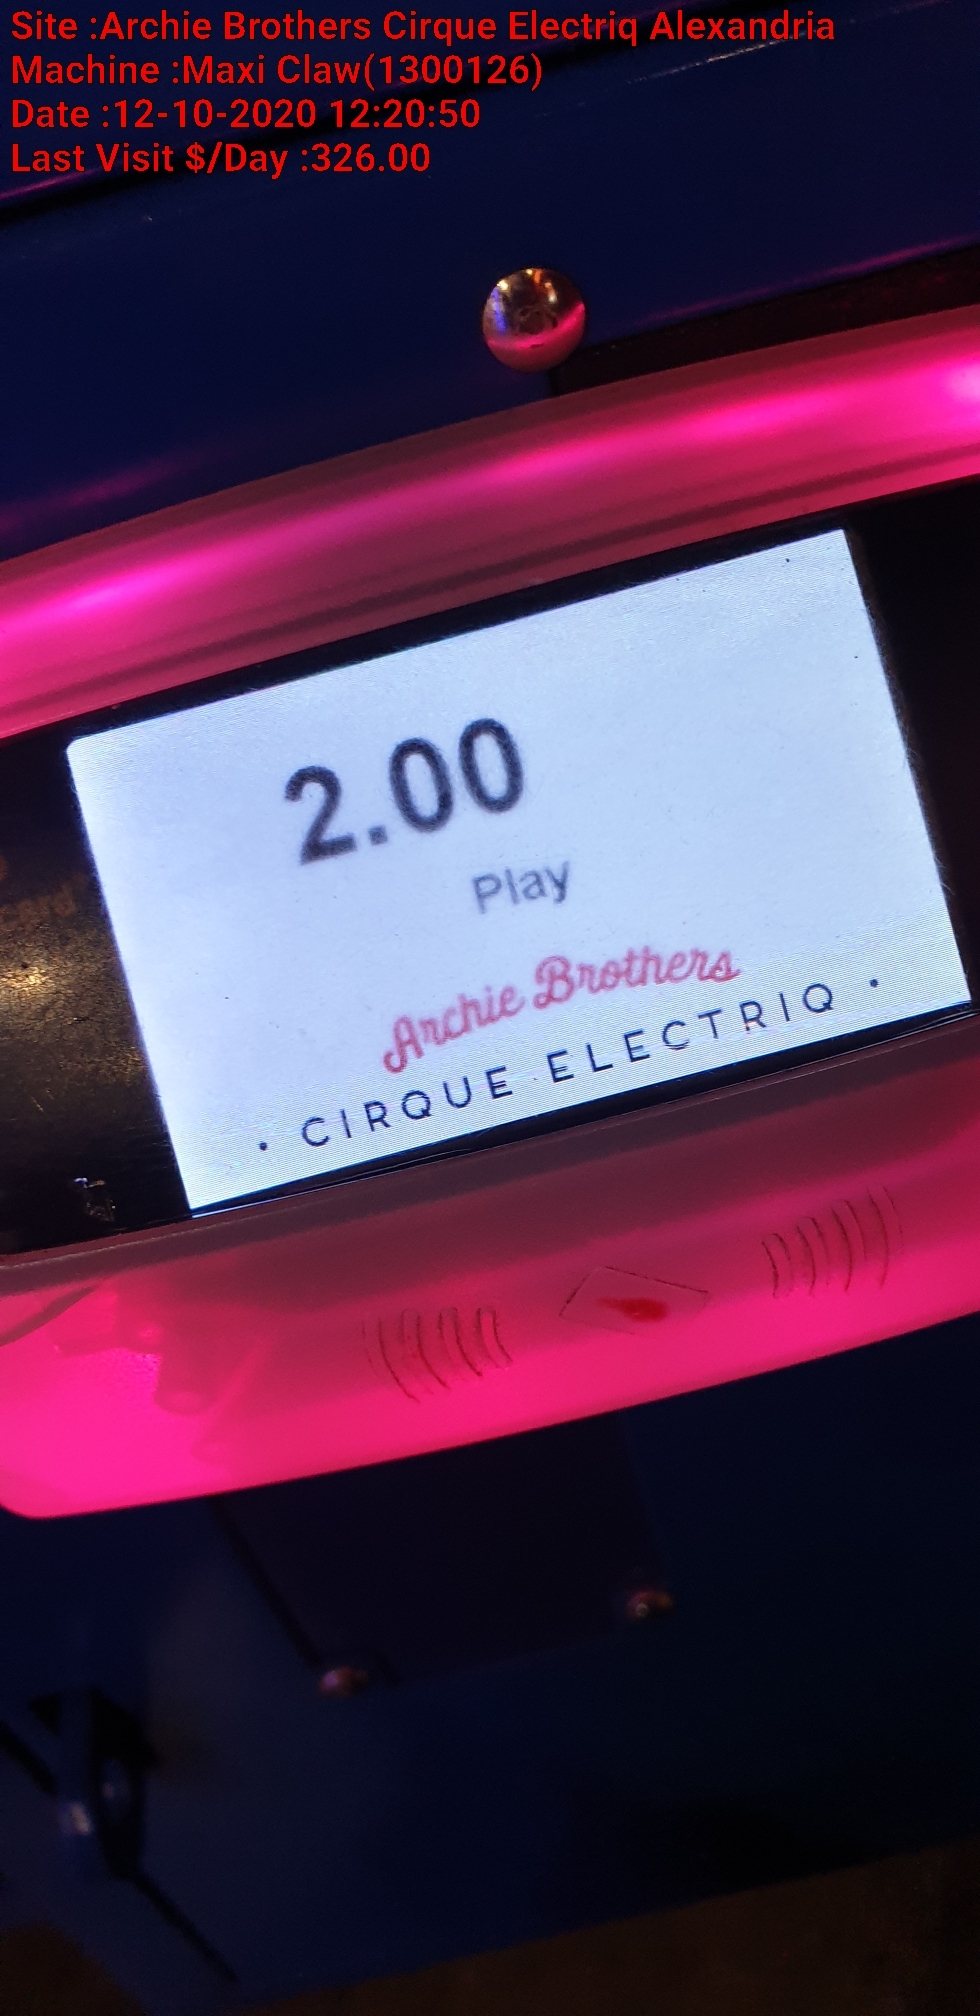 Site :Archie Brothers Cirque Electriq Alexandria
Machine :Maxi Claw(1300126)
Date :12-10-2020 12:20:50
Last Visit $/Day :326.00
2.00
Play
Archie Brothers
· CIRQUE ELECTRIQ ·
card